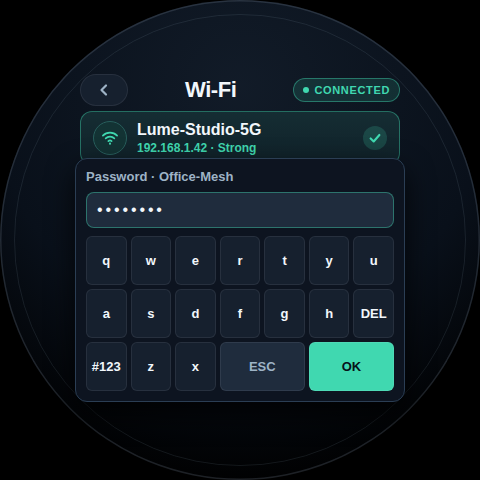 Wi-Fi
CONNECTED
Lume-Studio-5G
192.168.1.42 · Strong
Password · Office-Mesh
••••••••
q w e r t y u
a s d f g h DEL
#123 z x ESC OK